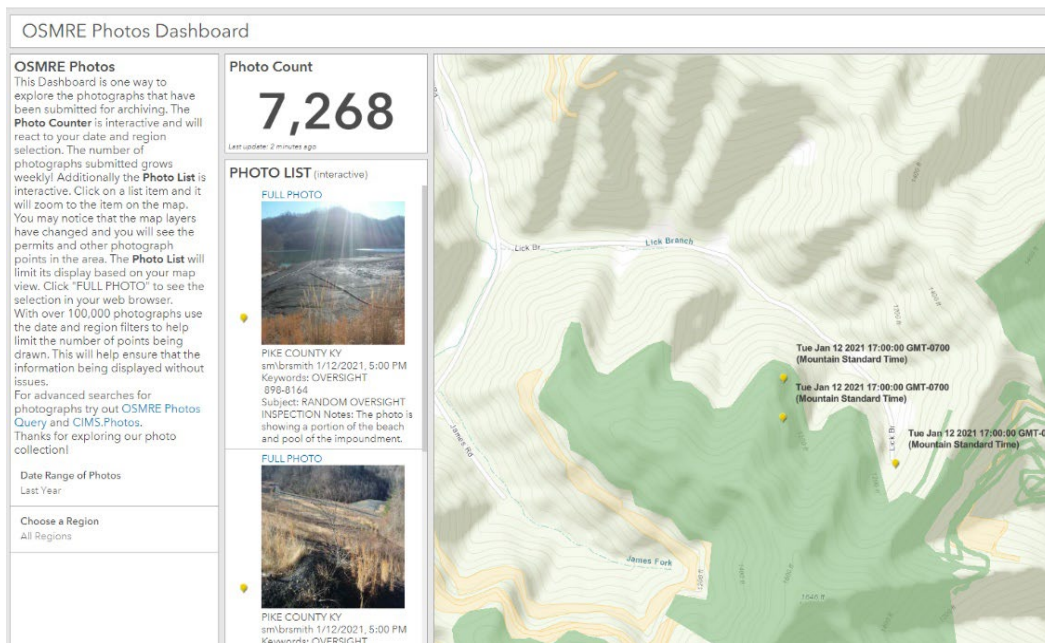 OSMRE Photos Dashboard
OSMRE Photos
This Dashboard is one way to
explore the photographs that have
been submitted for archiving. The
Photo Counter is interactive and will
react to your date and region
selection. The number of
photographs submitted grows
weekly! Additionally the Photo List is
interactive. Click on a list item and it
will zoom to the item on the map.
You may notice that the map layers
have changed and you will see the
permits and other photograph
points in the area. The Photo List will
limit its display based on your map
view. Click "FULL PHOTO" to see the
selection in your web browser.
With over 100,000 photographs use
the date and region filters to help
limit the number of points being
drawn. This will help ensure that the
information being displayed without
issues.
For advanced searches for
photographs try out OSMRE Photos
Query and CIMS.Photos.
Thanks for exploring our photo
collection!
Date Range of Photos
Last Year
Choose a Region
All Regions
Photo Count
7,268
Last update: 2 minutes ago
PHOTO LIST (interactive)
FULL PHOTO
PIKE COUNTY KY
sm\brsmith 1/12/2021, 5:00 PM
Keywords: OVERSIGHT
898-8164
Subject: RANDOM OVERSIGHT
INSPECTION Notes: The photo is
showing a portion of the beach
and pool of the impoundment.
FULL PHOTO
PIKE COUNTY KY
sm\brsmith 1/12/2021, 5:00 PM
Keywords: OVERSIGHT
Lick Br
Lick Branch
Tue Jan 12 2021 17:00:00 GMT-0700
(Mountain Standard Time)
Tue Jan 12 2021 17:00:00 GMT-0700
(Mountain Standard Time)
Tue Jan 12 2021 17:00:00 GMT-0
(Mountain Standard Time)
Lick Br
James Rd
James Fork